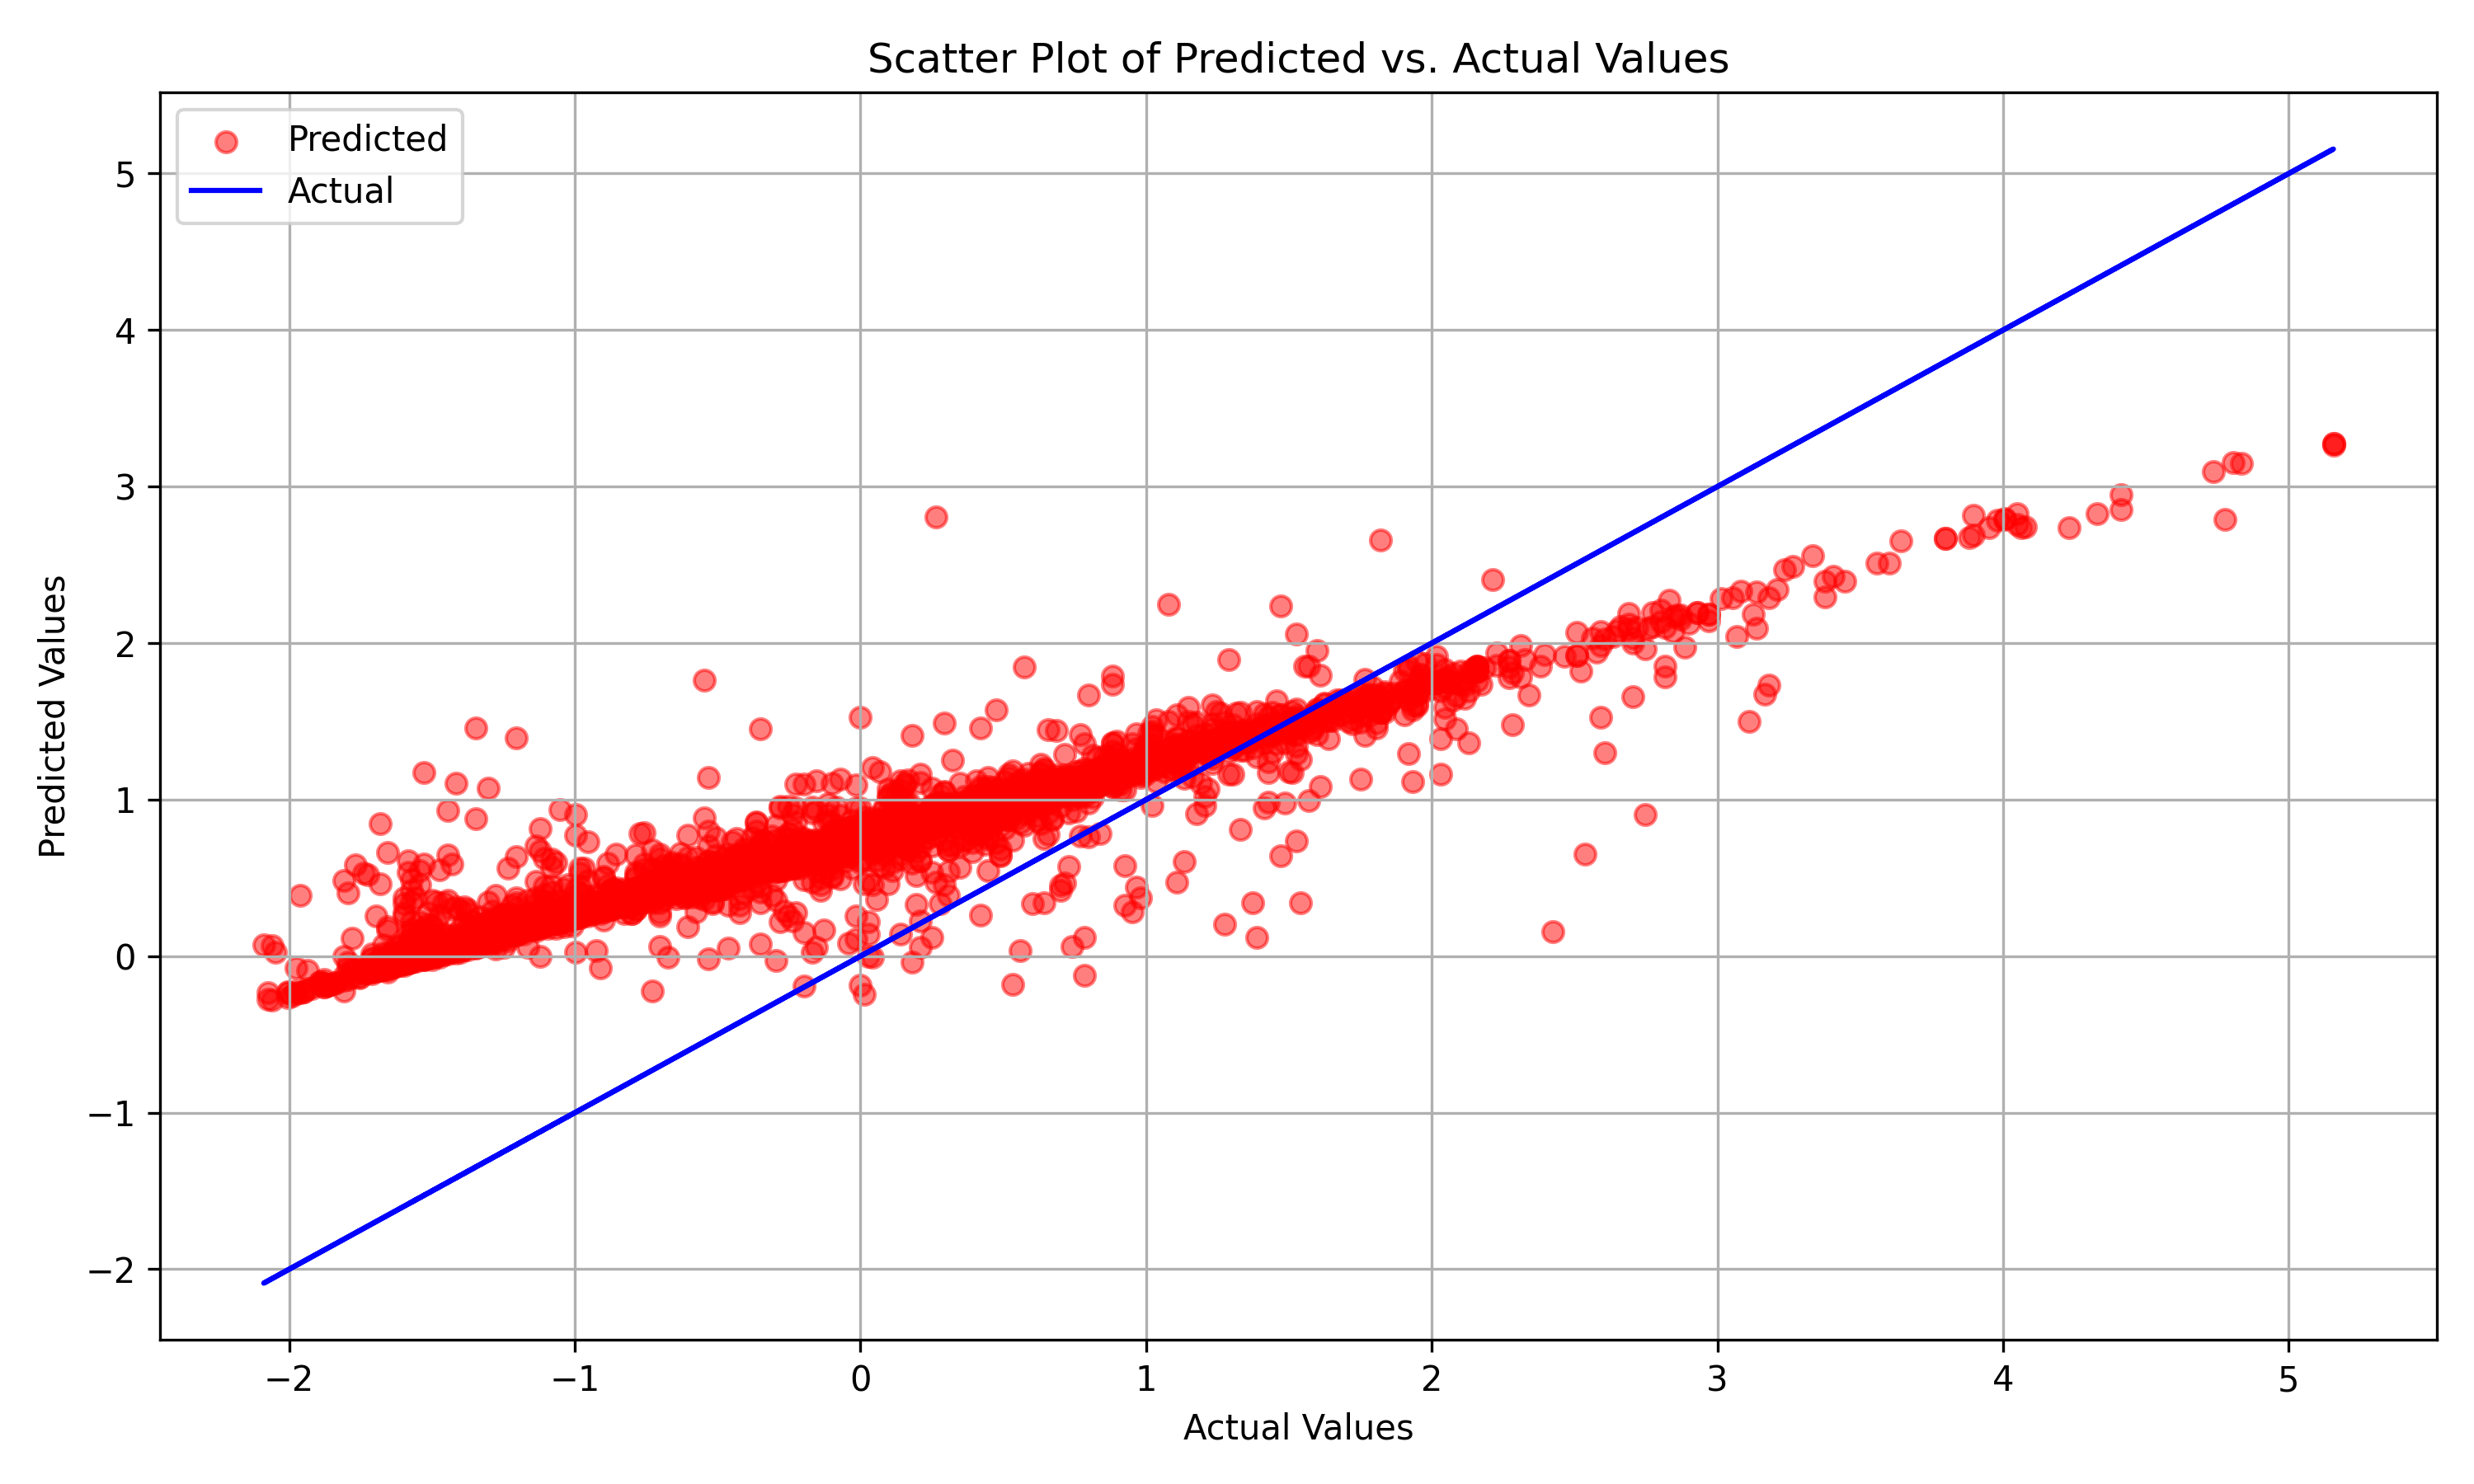 Scatter Plot of Predicted vs. Actual Values
Predicted
Actual
5
4
3
2
1
0
−1
−2
Predicted Values
−2 −1 0 1 2 3 4 5
Actual Values